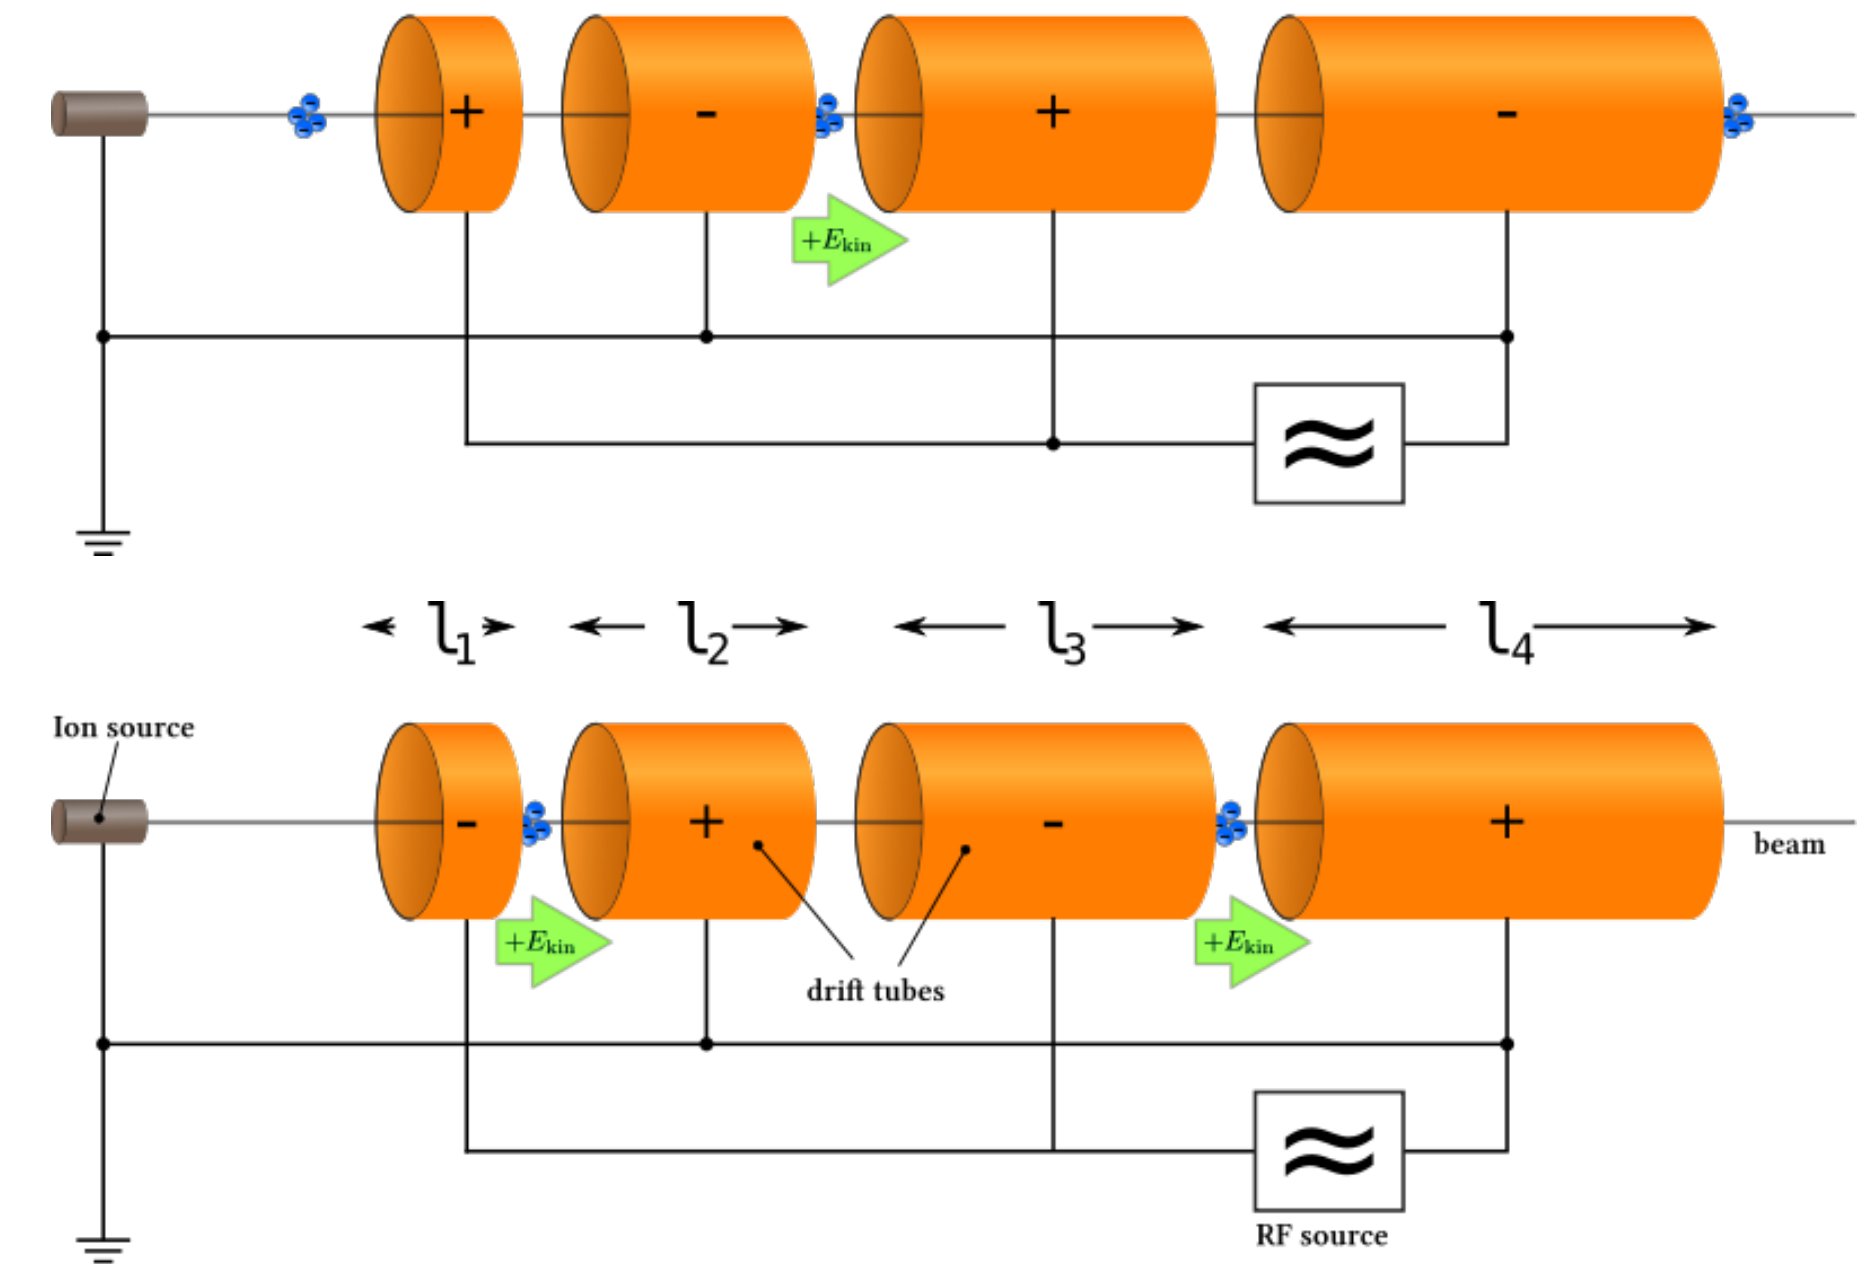 + - + -
+Ekin
≈
l1 l2 l3 l4
Ion source
- + - +
beam
+Ekin +Ekin
drift tubes
≈
RF source